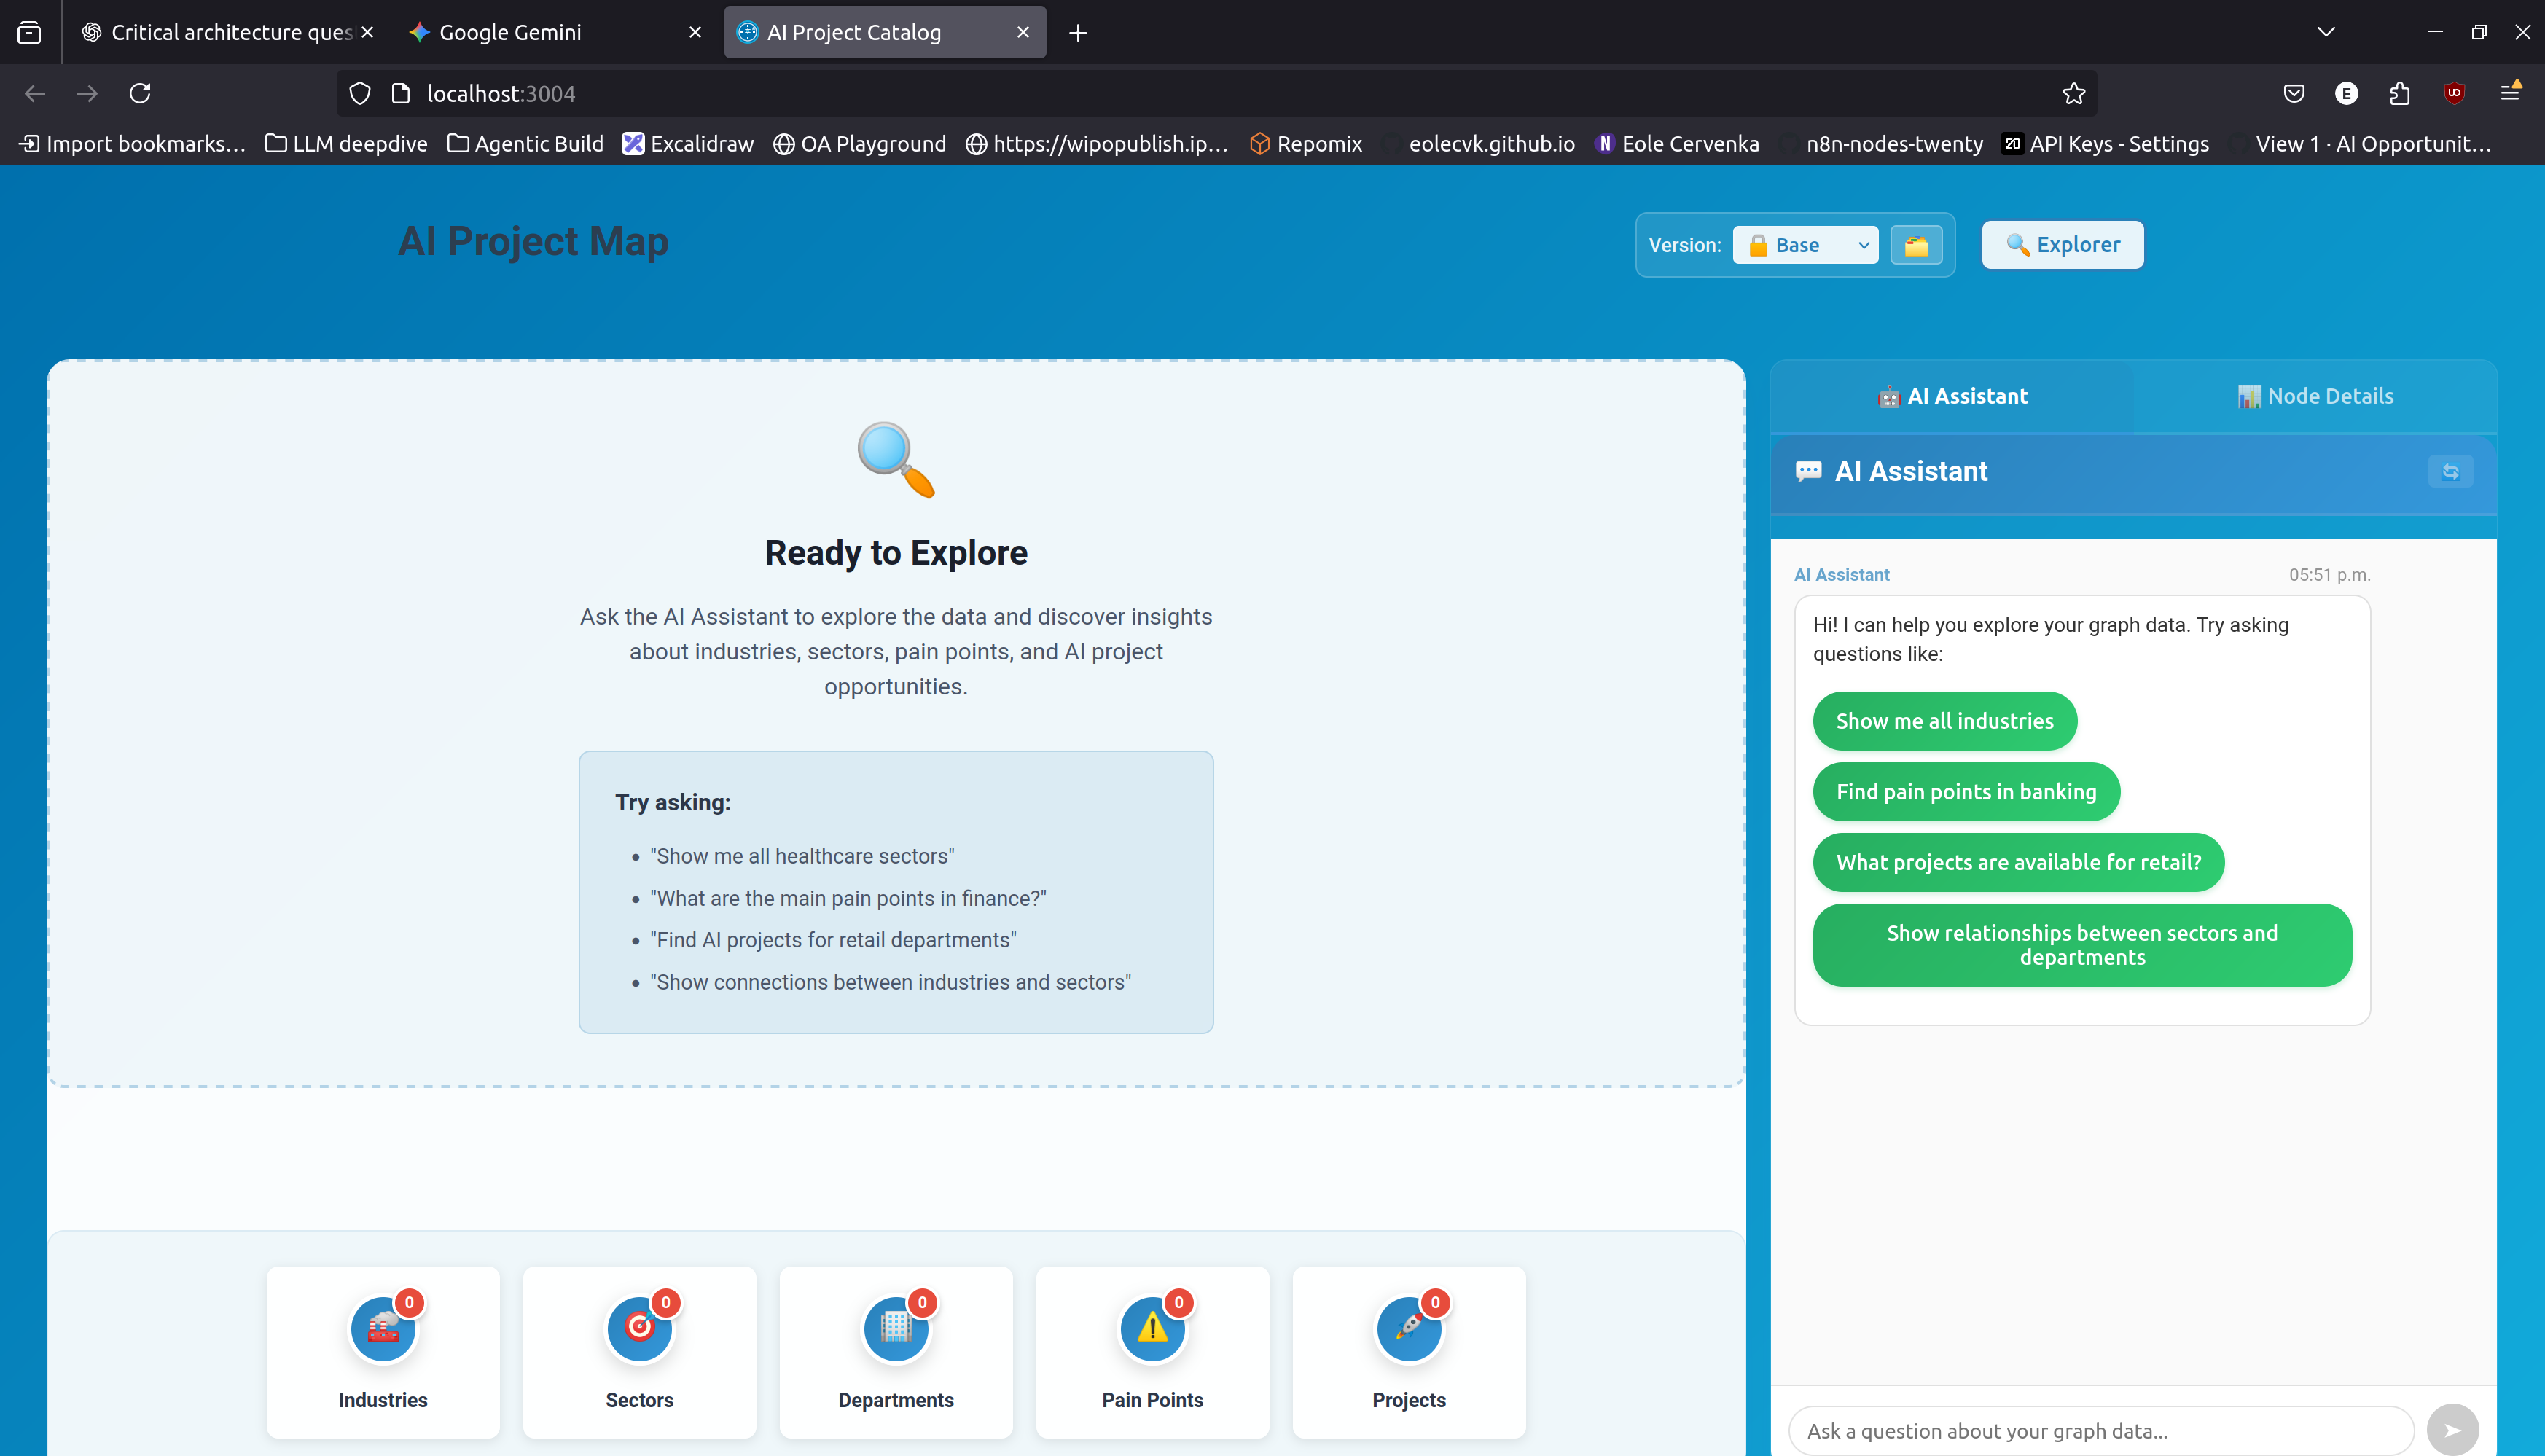 Critical architecture ques
Google Gemini
AI Project Catalog
localhost:3004
Import bookmarks...
LLM deepdive
Agentic Build
Excalidraw
OA Playground
https://wipopublish.ip...
Repomix
eolecvk.github.io
Eole Cervenka
n8n-nodes-twenty
API Keys - Settings
View 1 · AI Opportunit...
AI Project Map
Version:
Base
Explorer
Ready to Explore
Ask the AI Assistant to explore the data and discover insights
about industries, sectors, pain points, and AI project
opportunities.
Try asking:
• "Show me all healthcare sectors"
• "What are the main pain points in finance?"
• "Find AI projects for retail departments"
• "Show connections between industries and sectors"
0
Industries
0
Sectors
0
Departments
0
Pain Points
0
Projects
AI Assistant
Node Details
AI Assistant
AI Assistant
05:51 p.m.
Hi! I can help you explore your graph data. Try asking
questions like:
Show me all industries
Find pain points in banking
What projects are available for retail?
Show relationships between sectors and
departments
Ask a question about your graph data...